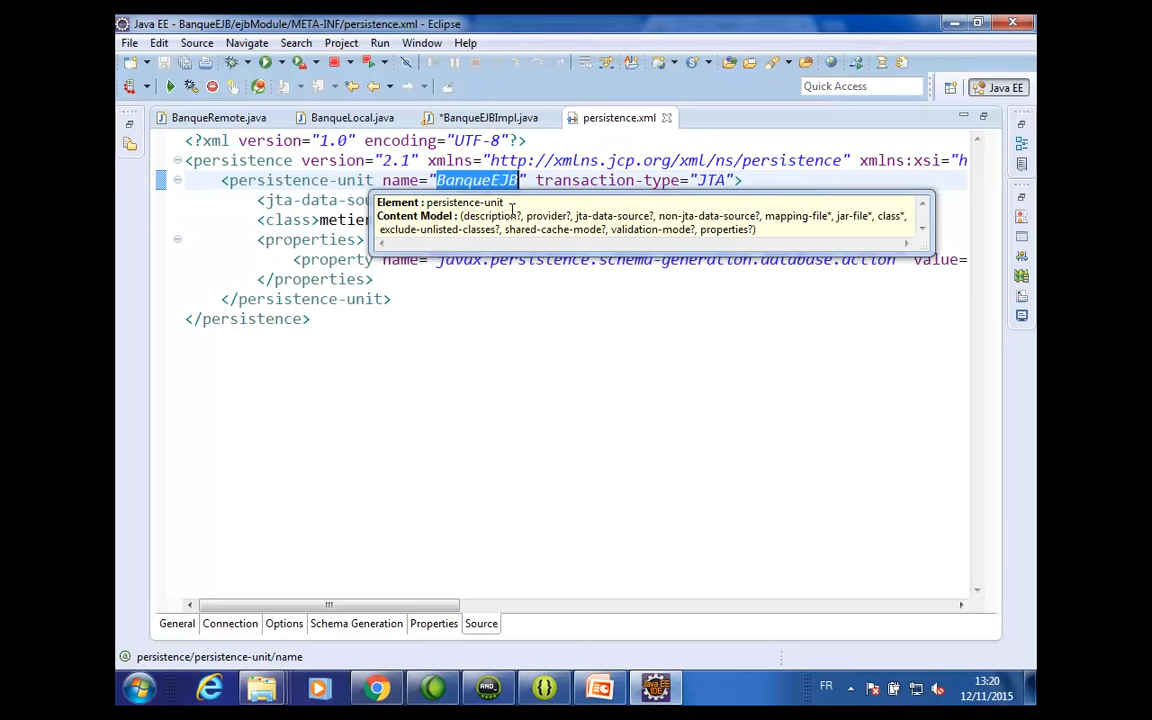 Java EE - BanqueEJB/ejbModule/META-INF/persistence.xml - Eclipse
File Edit Source Navigate Search Project Run Window Help
Quick Access
Java EE
BanqueRemote.java BanqueLocal.java *BanqueEJBImpl.java persistence.xml
<?xml version="1.0" encoding="UTF-8"?>
<persistence version="2.1" xmlns="http://xmlns.jcp.org/xml/ns/persistence" xmlns:xsi="h
<persistence-unit name="BanqueEJB" transaction-type="JTA">
<jta-data-sou
Element : persistence-unit
Content Model : (description?, provider?, jta-data-source?, non-jta-data-source?, mapping-file*, jar-file*, class*,
exclude-unlisted-classes?, shared-cache-mode?, validation-mode?, properties?)
<class>metier
<properties>
<property name="javax.persistence.schema-generation.database.action" value=
</properties>
</persistence-unit>
</persistence>
General Connection Options Schema Generation Properties Source
persistence/persistence-unit/name
FR
13:20
12/11/2015